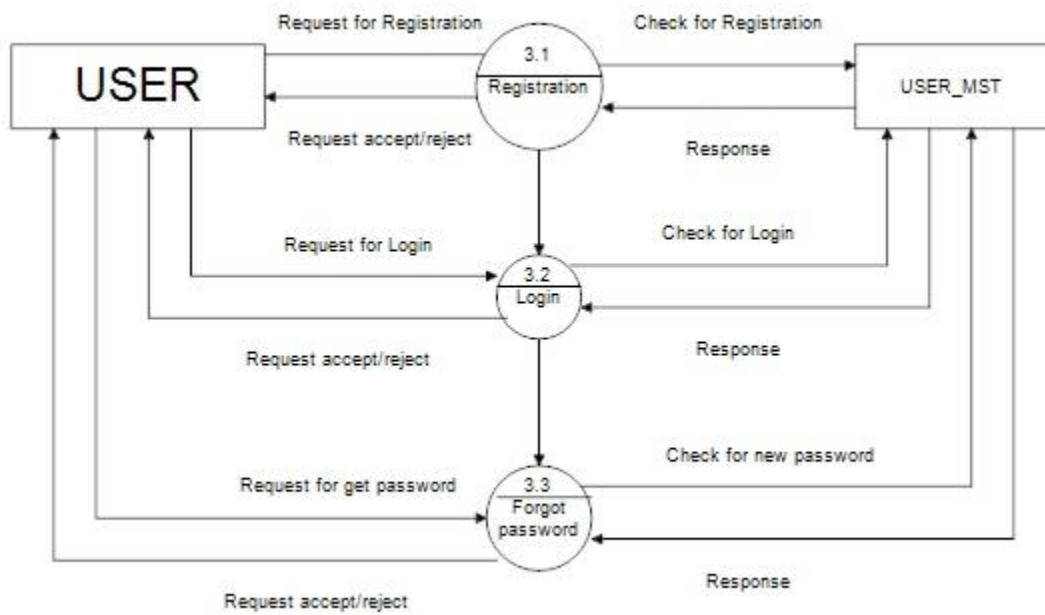 Request for Registration
Check for Registration
USER
3.1
Registration
USER_MST
Request accept/reject
Response
Request for Login
Check for Login
3.2
Login
Request accept/reject
Response
Check for new password
Request for get password
3.3
Forgot
password
Response
Request accept/reject